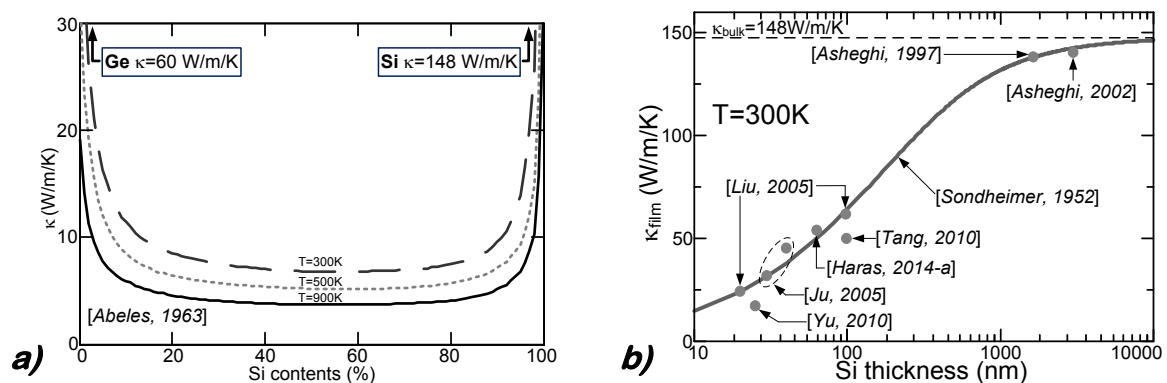 30
20
10
0
κ (W/m/K)
Ge κ=60 W/m/K
Si κ=148 W/m/K
T=300K
T=500K
T=900K
[Abeles, 1963]
0 20 40 60 80 100
Si contents (%)
a)
150
100
50
0
κfilm (W/m/K)
κbulk=148W/m/K
[Asheghi, 1997]
[Asheghi, 2002]
T=300K
[Liu, 2005]
[Sondheimer, 1952]
[Tang, 2010]
[Haras, 2014-a]
[Ju, 2005]
[Yu, 2010]
10 100 1000 10000
Si thickness (nm)
b)